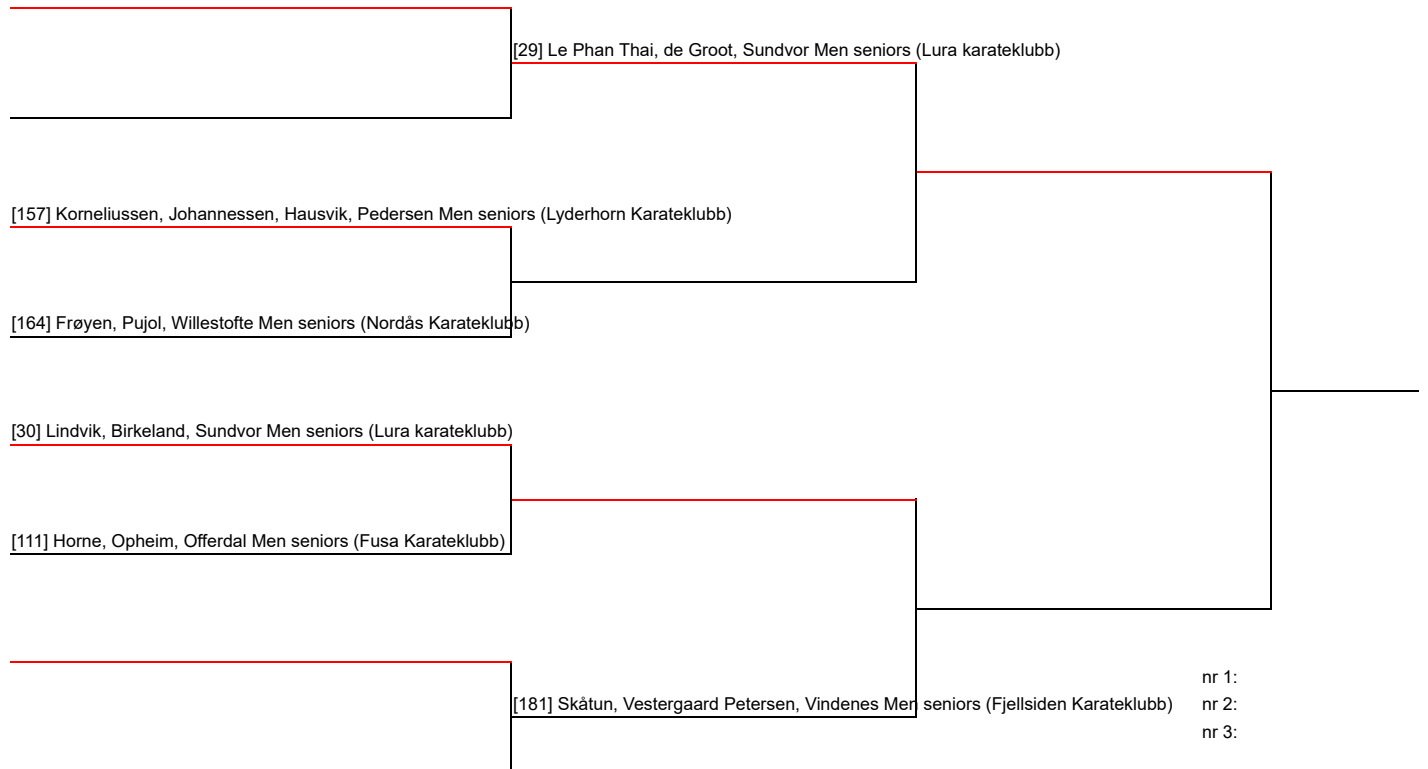 [29] Le Phan Thai, de Groot, Sundvor Men seniors (Lura karateklubb)
[157] Korneliussen, Johannessen, Hausvik, Pedersen Men seniors (Lyderhorn Karateklubb)
[164] Frøyen, Pujol, Willestofte Men seniors (Nordås Karateklubb)
[30] Lindvik, Birkeland, Sundvor Men seniors (Lura karateklubb)
[111] Horne, Opheim, Offerdal Men seniors (Fusa Karateklubb)
[181] Skåtun, Vestergaard Petersen, Vindenes Men seniors (Fjellsiden Karateklubb)
nr 1:
nr 2:
nr 3: